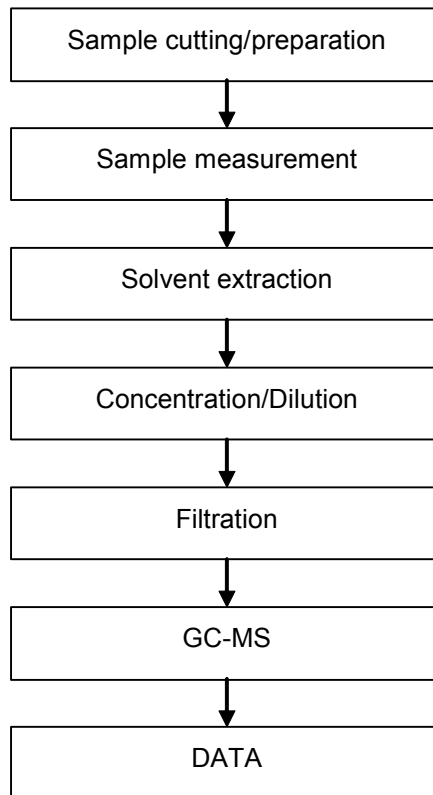 Sample cutting/preparation
Sample measurement
Solvent extraction
Concentration/Dilution
Filtration
GC-MS
DATA